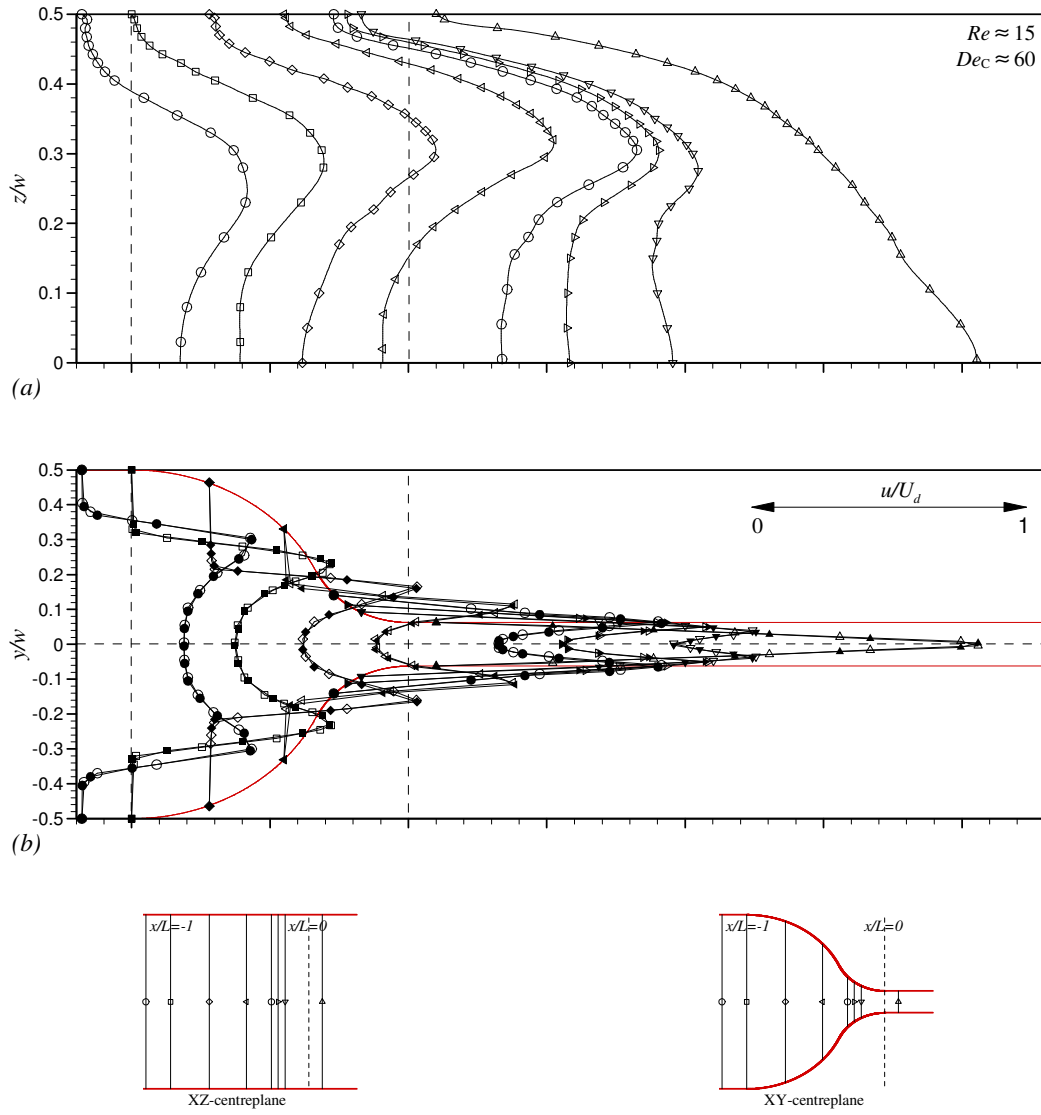 0.5
Re ≈ 15
De_C ≈ 60
0.4
0.3
z/w
0.2
0.1
0
(a)
0.5
0.4
u/U_d
0 1
0.3
0.2
0.1
y/w
0
-0.1
-0.2
-0.3
-0.4
-0.5
(b)
x/L=-1 x/L=0
XZ-centreplane
x/L=-1 x/L=0
XY-centreplane